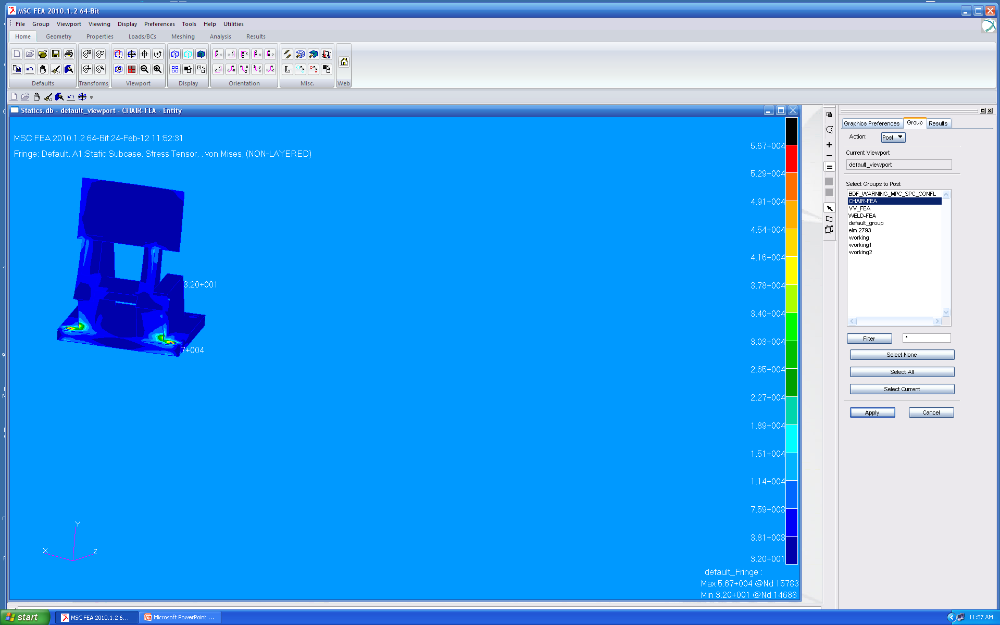 MSC FEA 2010.1.2 64-Bit
File Group Viewport Viewing Display Preferences Tools Help Utilities
Home Geometry Properties Loads/BCs Meshing Analysis Results
Defaults Transforms Viewport Display Orientation Misc. Web
Statics.db - default_viewport - CHAIR-FEA - Entity
MSC FEA 2010.1.2 64-Bit 24-Feb-12 11:52:31
Fringe: Default, A1:Static Subcase, Stress Tensor, , von Mises, (NON-LAYERED)
3.20+001
7+004
Y
X
Z
5.67+004
5.29+004
4.91+004
4.54+004
4.16+004
3.78+004
3.40+004
3.03+004
2.65+004
2.27+004
1.89+004
1.51+004
1.14+004
7.59+003
3.81+003
3.20+001
default_Fringe :
Max 5.67+004 @Nd 15783
Min 3.20+001 @Nd 14688
Graphics Preferences Group Results
Action: Post
Current Viewport
default_viewport
Select Groups to Post
BDF_WARNING_MPC_SPC_CONFL
CHAIR-FEA
VV_FEA
WELD-FEA
default_group
elm 2793
working
working1
working2
Filter *
Select None
Select All
Select Current
Apply Cancel
start MSC FEA 2010.1.2 6... Microsoft PowerPoint ... 11:57 AM